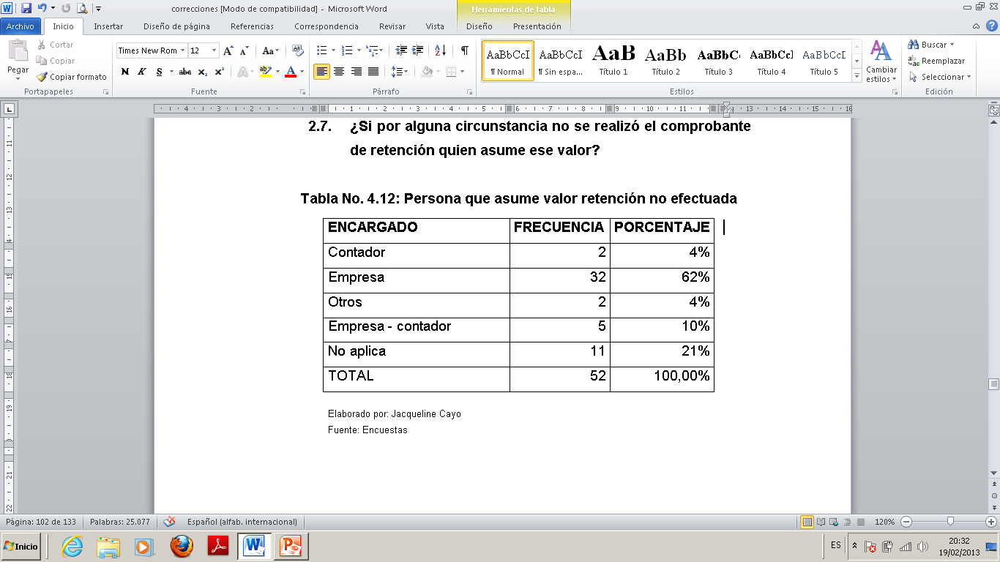 correcciones [Modo de compatibilidad] - Microsoft Word
Herramientas de tabla
Archivo Inicio Insertar Diseño de página Referencias Correspondencia Revisar Vista Diseño Presentación
Pegar
Cortar
Copiar
Copiar formato
Portapapeles
Times New Rom 12
Fuente
Párrafo
AaBbCcI AaBbCcI AaB AaBb AaBbC AaBbCcI AaBbCcI
¶ Normal ¶ Sin espa... Título 1 Título 2 Título 3 Título 4 Título 5
Estilos
Cambiar estilos
Buscar
Reemplazar
Seleccionar
Edición
2.7. ¿Si por alguna circunstancia no se realizó el comprobante
de retención quien asume ese valor?
Tabla No. 4.12: Persona que asume valor retención no efectuada
ENCARGADO FRECUENCIA PORCENTAJE
Contador 2 4%
Empresa 32 62%
Otros 2 4%
Empresa - contador 5 10%
No aplica 11 21%
TOTAL 52 100,00%
Elaborado por: Jacqueline Cayo
Fuente: Encuestas
Página: 102 de 133 Palabras: 25.077 Español (alfab. internacional) 120%
Inicio
ES
20:32
19/02/2013